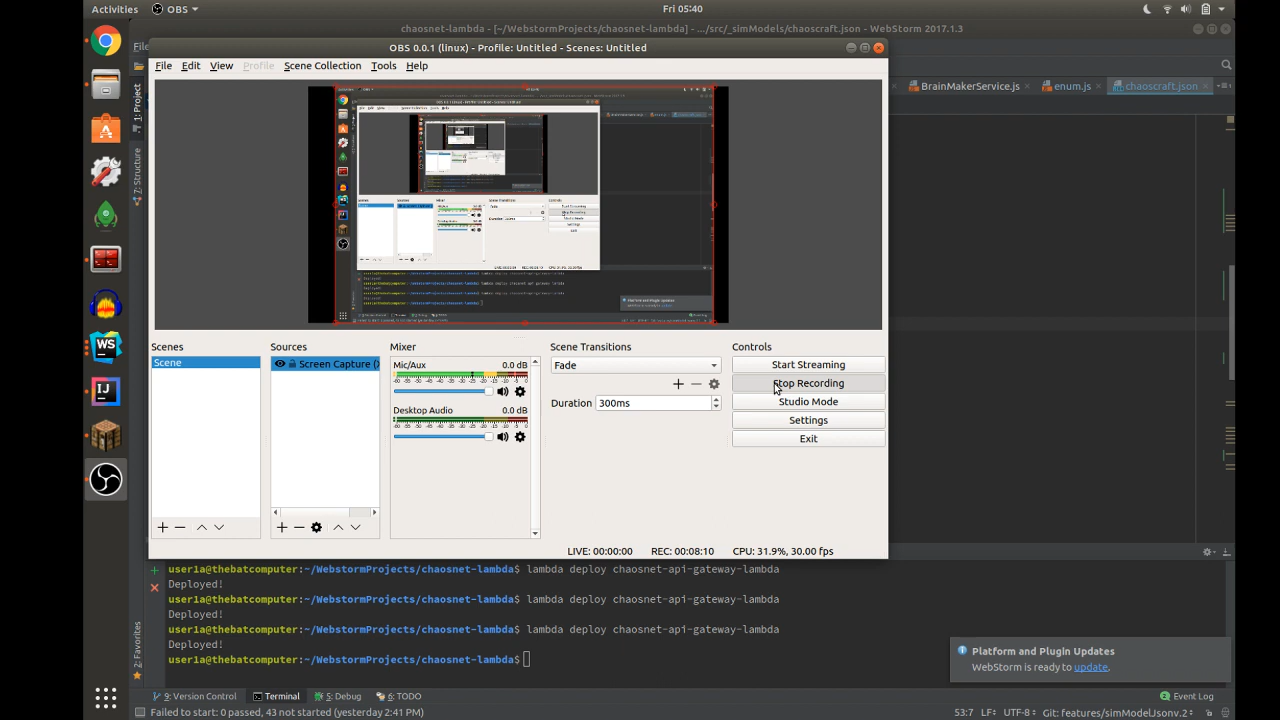 Activities
OBS
Fri 05:40
chaosnet-lambda - [~/WebstormProjects/chaosnet-lambda] - .../src/_simModels/chaoscraft.json - WebStorm 2017.1.3
OBS 0.0.1 (linux) - Profile: Untitled - Scenes: Untitled
File Edit View Profile Scene Collection Tools Help
BrainMakerService.js
enum.js
chaoscraft.json
1: Project
7: Structure
Scenes
Scene
Sources
Screen Capture (
Mixer
Mic/Aux 0.0 dB
Desktop Audio 0.0 dB
Scene Transitions
Fade
Duration 300ms
Controls
Start Streaming
Stop Recording
Studio Mode
Settings
Exit
LIVE: 00:00:00 REC: 00:08:10 CPU: 31.9%, 30.00 fps
user1a@thebatcomputer:~/WebstormProjects/chaosnet-lambda$ lambda deploy chaosnet-api-gateway-lambda
Deployed!
user1a@thebatcomputer:~/WebstormProjects/chaosnet-lambda$ lambda deploy chaosnet-api-gateway-lambda
Deployed!
user1a@thebatcomputer:~/WebstormProjects/chaosnet-lambda$ lambda deploy chaosnet-api-gateway-lambda
Deployed!
user1a@thebatcomputer:~/WebstormProjects/chaosnet-lambda$
2: Favorites
Platform and Plugin Updates
WebStorm is ready to update.
9: Version Control Terminal 5: Debug 6: TODO Event Log
Failed to start: 0 passed, 43 not started (yesterday 2:41 PM) 53:7 LF÷ UTF-8÷ Git: features/simModelJsonv.2÷